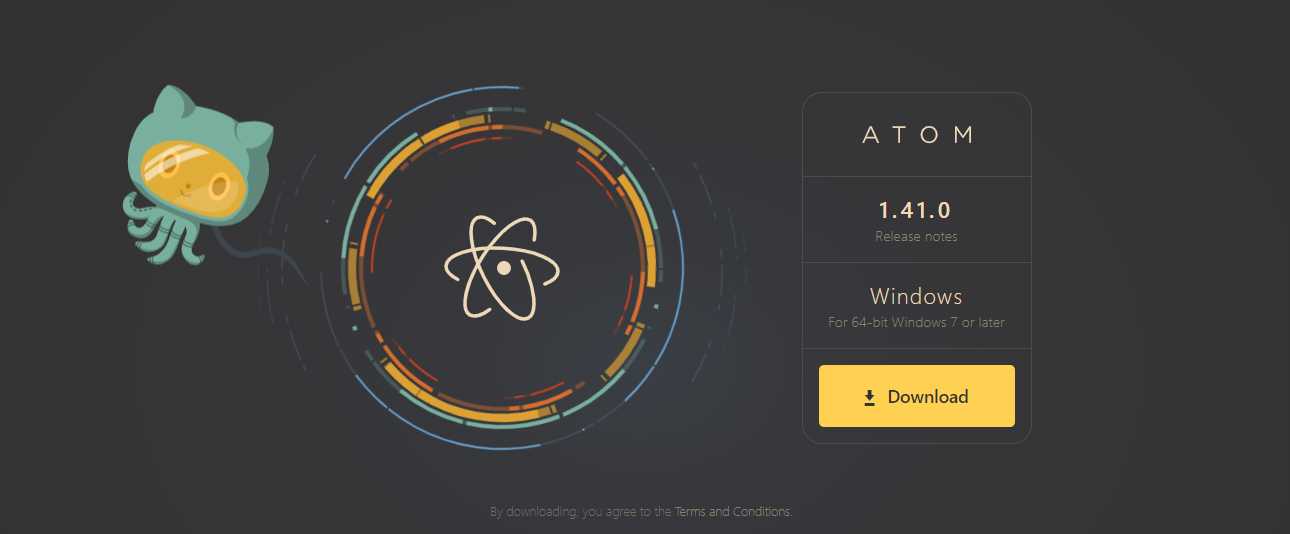 ATOM
1.41.0
Release notes
Windows
For 64-bit Windows 7 or later
Download
By downloading, you agree to the Terms and Conditions.